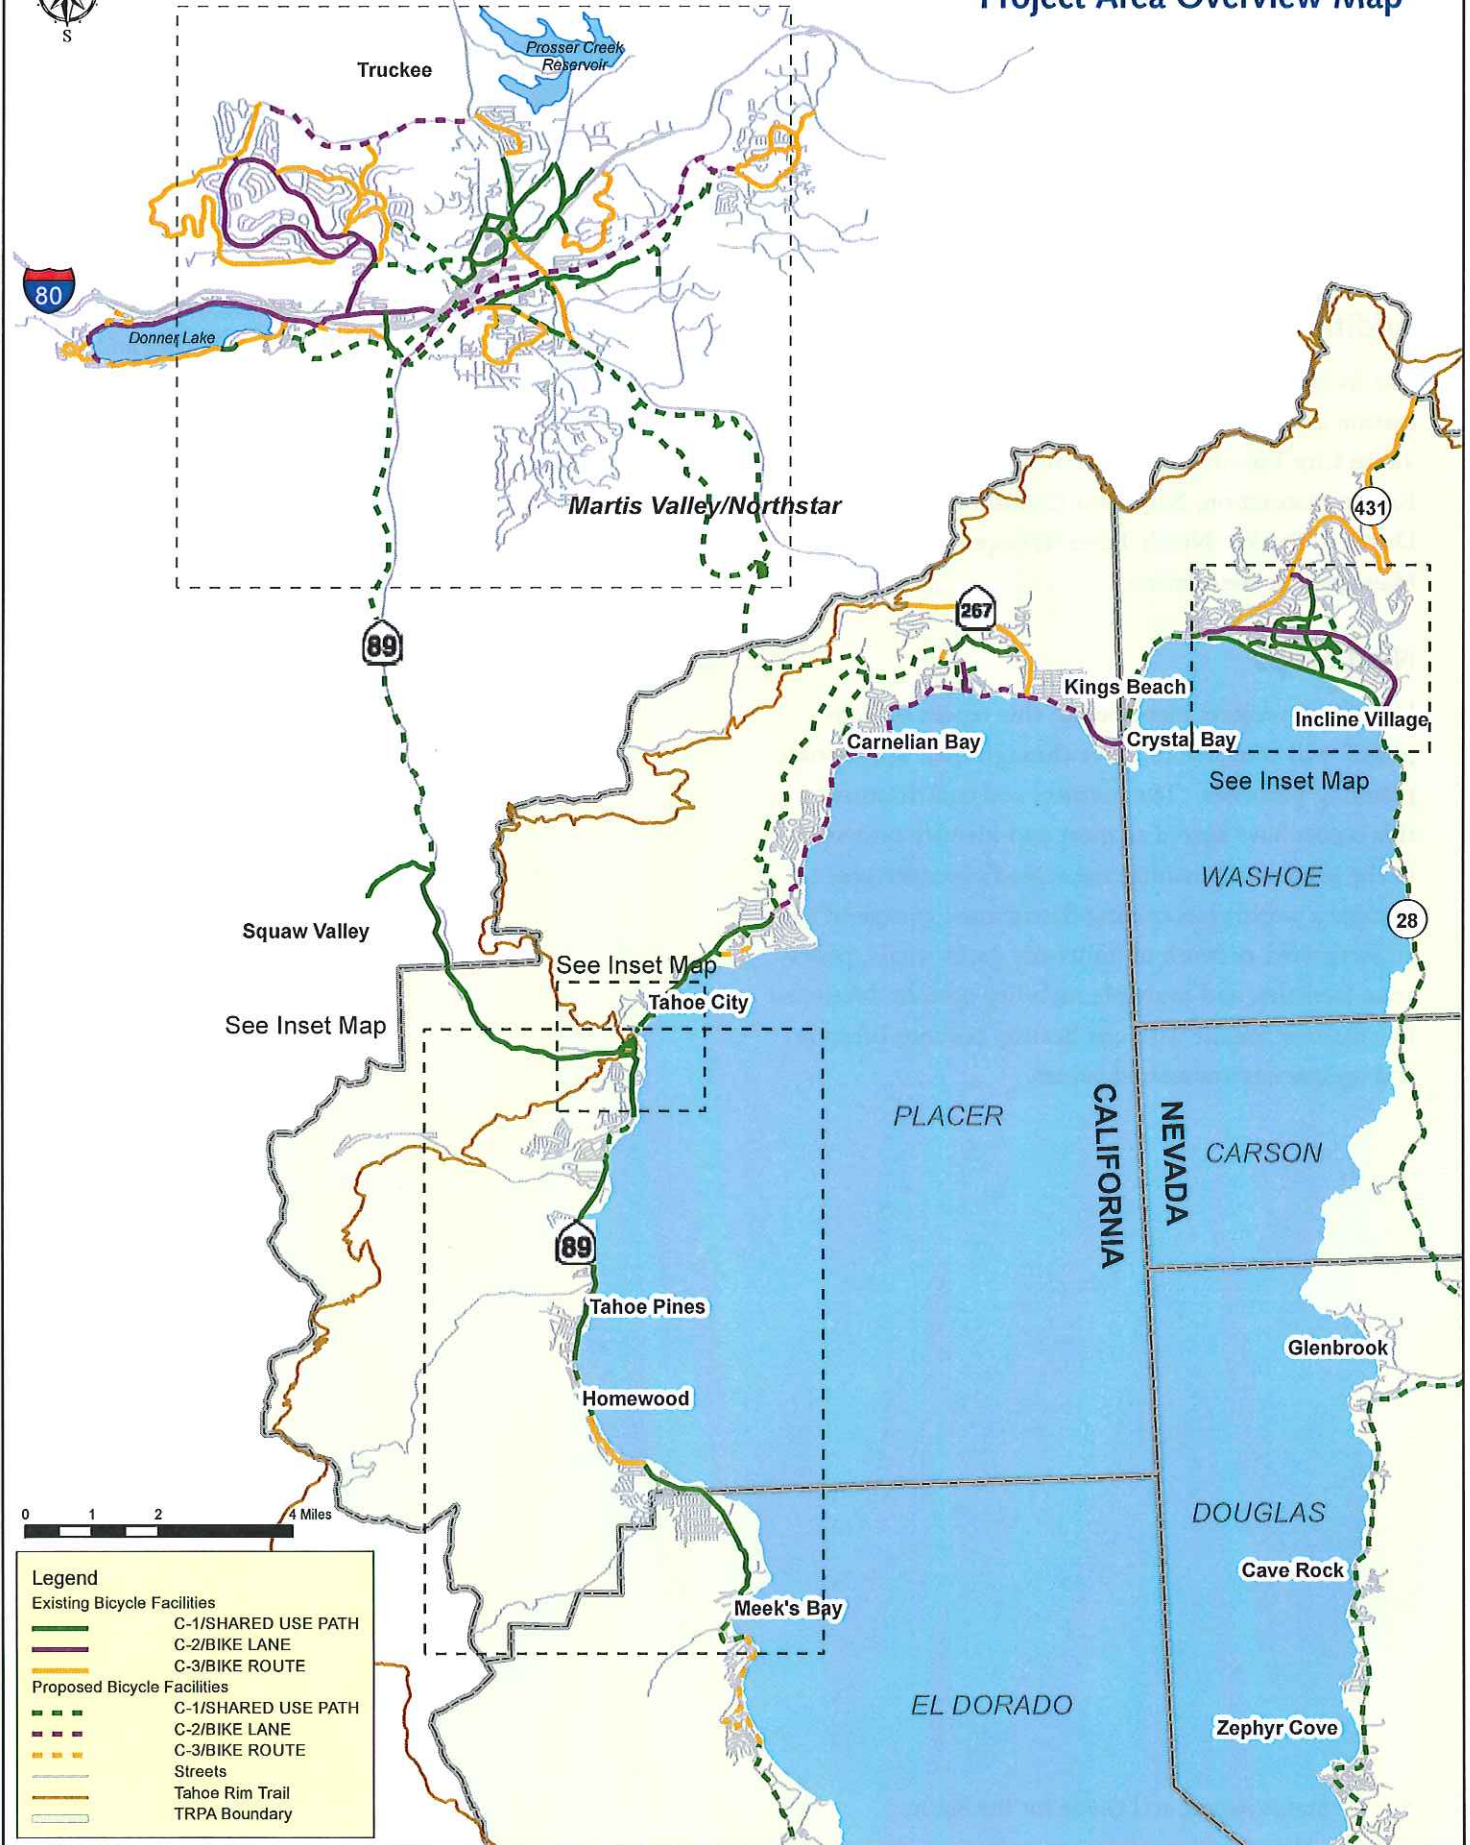 Project Area Overview Map
S
Prosser Creek
Reservoir
Truckee
80
Donner Lake
Martis Valley/Northstar
431
89
267
Kings Beach
Incline Village
Carnelian Bay
Crystal Bay
See Inset Map
WASHOE
28
Squaw Valley
See Inset Map
Tahoe City
See Inset Map
PLACER
CALIFORNIA
NEVADA
CARSON
89
Tahoe Pines
Glenbrook
Homewood
0 1 2 4 Miles
DOUGLAS
Cave Rock
Meek's Bay
EL DORADO
Zephyr Cove
Legend
Existing Bicycle Facilities
C-1/SHARED USE PATH
C-2/BIKE LANE
C-3/BIKE ROUTE
Proposed Bicycle Facilities
C-1/SHARED USE PATH
C-2/BIKE LANE
C-3/BIKE ROUTE
Streets
Tahoe Rim Trail
TRPA Boundary